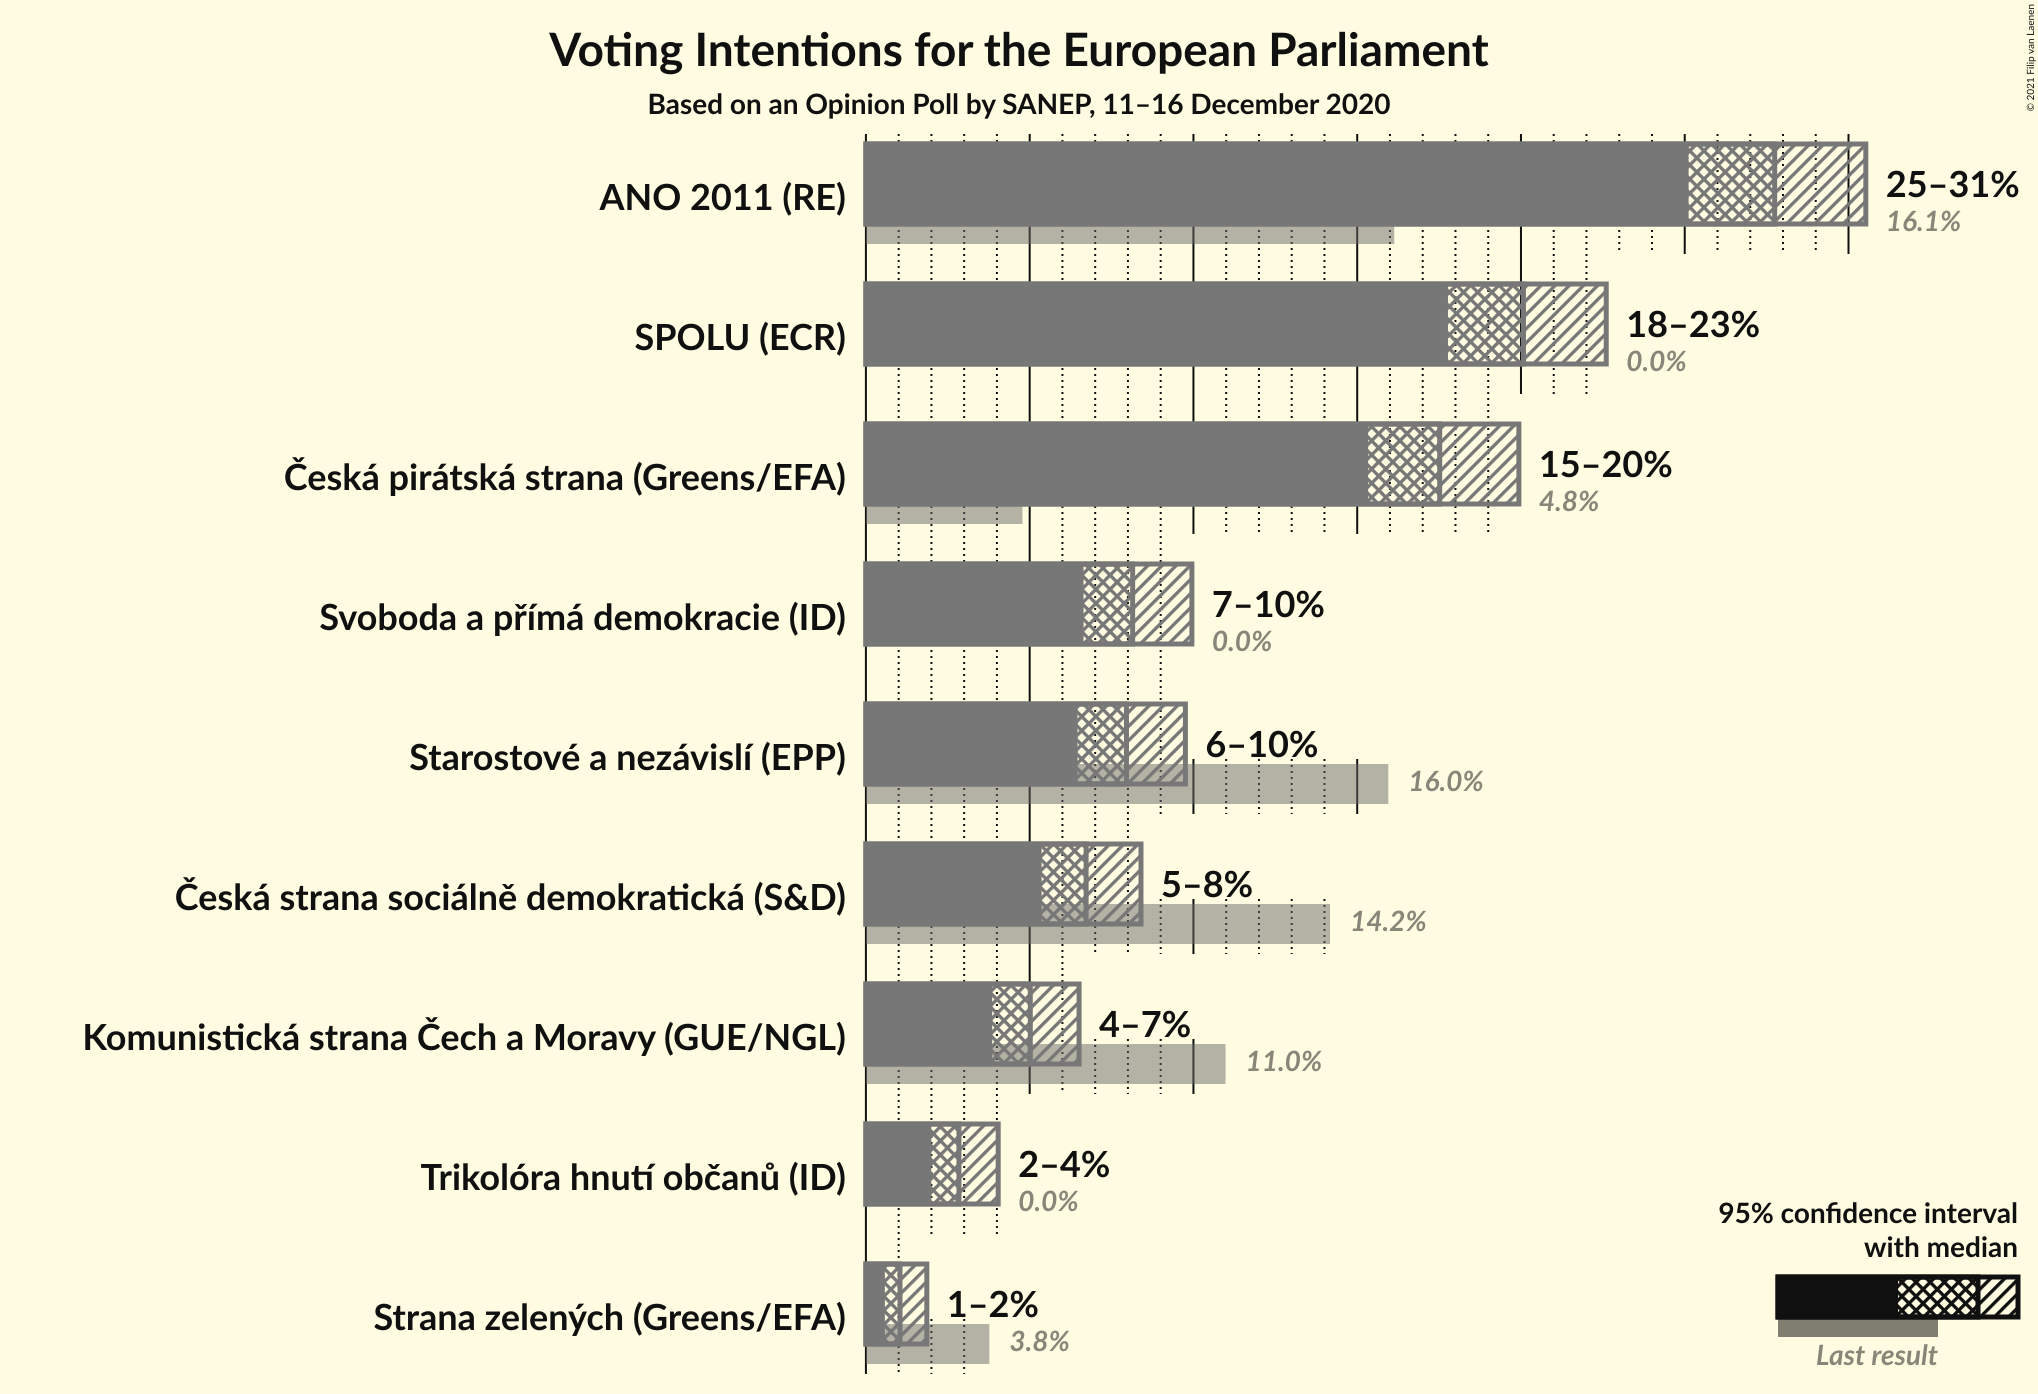 Voting Intentions for the European Parliament
Based on an Opinion Poll by SANEP, 11–16 December 2020
© 2021 Filip van Laenen
ANO 2011 (RE)
25–31%
16.1%
SPOLU (ECR)
18–23%
0.0%
Česká pirátská strana (Greens/EFA)
15–20%
4.8%
Svoboda a přímá demokracie (ID)
7–10%
0.0%
Starostové a nezávislí (EPP)
6–10%
16.0%
Česká strana sociálně demokratická (S&D)
5–8%
14.2%
Komunistická strana Čech a Moravy (GUE/NGL)
4–7%
11.0%
Trikolóra hnutí občanů (ID)
2–4%
0.0%
Strana zelených (Greens/EFA)
1–2%
3.8%
95% confidence interval
with median
Last result